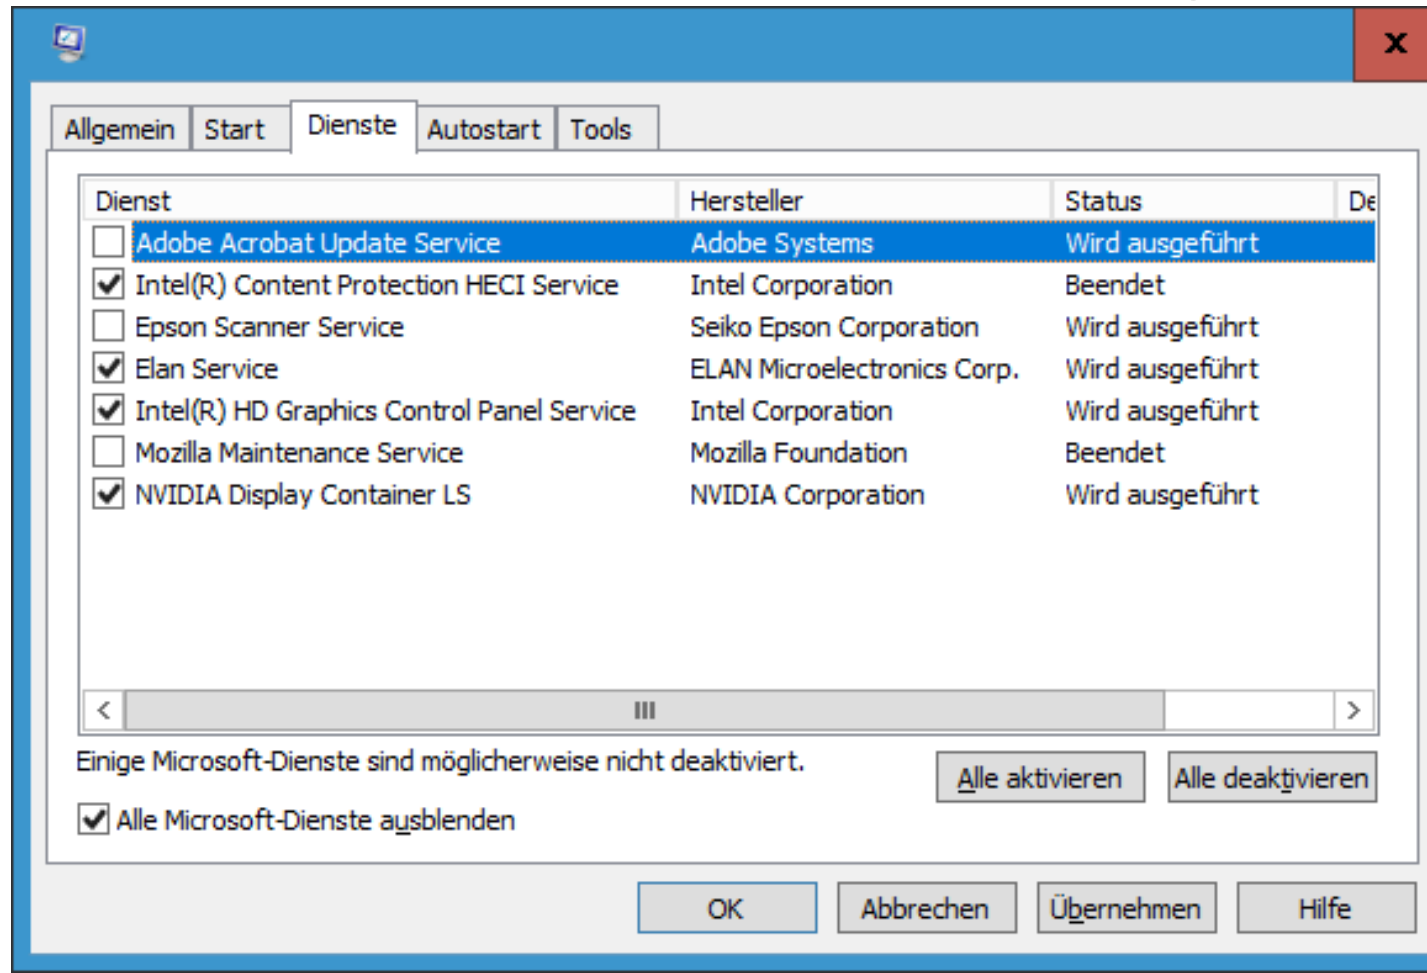 x
Allgemein Start Dienste Autostart Tools
Dienst Hersteller Status De
Adobe Acrobat Update Service Adobe Systems Wird ausgeführt
Intel(R) Content Protection HECI Service Intel Corporation Beendet
Epson Scanner Service Seiko Epson Corporation Wird ausgeführt
Elan Service ELAN Microelectronics Corp. Wird ausgeführt
Intel(R) HD Graphics Control Panel Service Intel Corporation Wird ausgeführt
Mozilla Maintenance Service Mozilla Foundation Beendet
NVIDIA Display Container LS NVIDIA Corporation Wird ausgeführt
Einige Microsoft-Dienste sind möglicherweise nicht deaktiviert.
Alle aktivieren Alle deaktivieren
Alle Microsoft-Dienste ausblenden
OK Abbrechen Übernehmen Hilfe